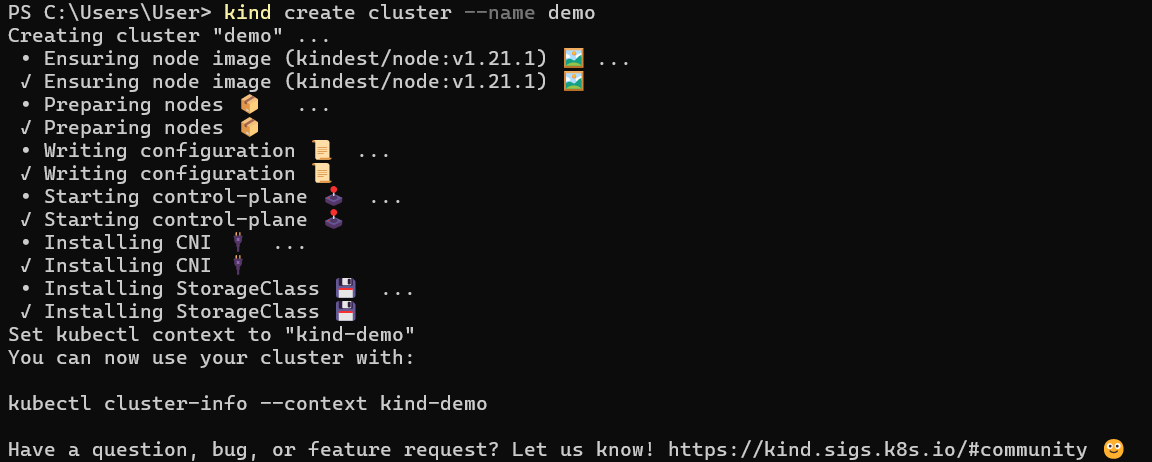 PS C:\Users\User> kind create cluster --name demo
Creating cluster "demo" ...
• Ensuring node image (kindest/node:v1.21.1) 🖼 ...
✓ Ensuring node image (kindest/node:v1.21.1) 🖼
• Preparing nodes 📦 ...
✓ Preparing nodes 📦
• Writing configuration 📜 ...
✓ Writing configuration 📜
• Starting control-plane 🕹 ...
✓ Starting control-plane 🕹
• Installing CNI 🔌 ...
✓ Installing CNI 🔌
• Installing StorageClass 💾 ...
✓ Installing StorageClass 💾
Set kubectl context to "kind-demo"
You can now use your cluster with:
kubectl cluster-info --context kind-demo
Have a question, bug, or feature request? Let us know! https://kind.sigs.k8s.io/#community 🙂